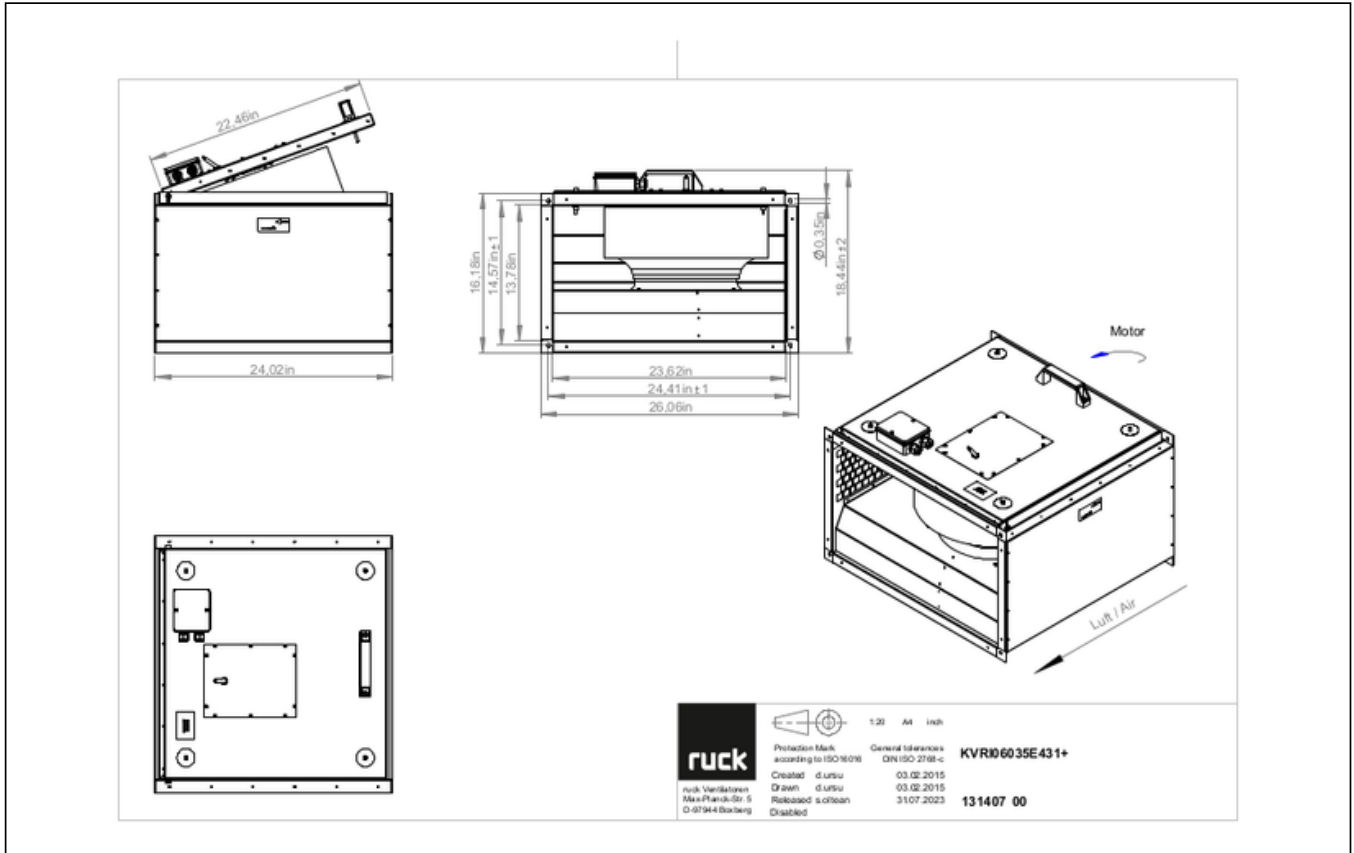 22,46in
24,02in
16,18in
14,57in±1
13,78in
Ø0,35in
18,44in±2
23,62in
24,41in±1
26,06in
Motor
Luft / Air
ruck
ruck Ventilatoren
Max-Planck-Str. 5
D-97944 Boxberg
1:20 A4 inch
Protection Mark
according to ISO16016
General tolerances
DIN ISO 2768-c
Created d.ursu 03.02.2015
Drawn d.ursu 03.02.2015
Released s.oltean 31.07.2023
Disabled
KVRI06035E431+
131407 00